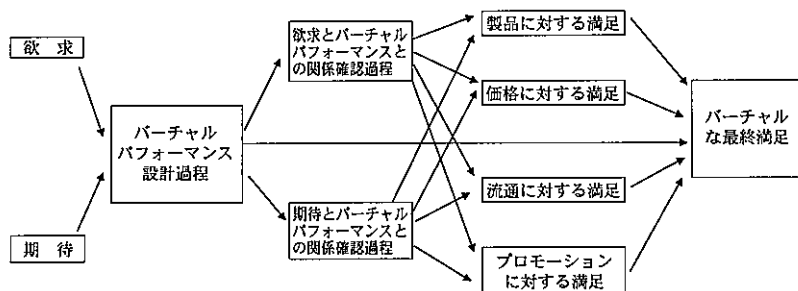 欲 求
期 待
バーチャル
パフォーマンス
設計過程
欲求とバーチャル
パフォーマンスと
の関係確認過程
期待とバーチャル
パフォーマンスと
の関係確認過程
製品に対する満足
価格に対する満足
流通に対する満足
プロモーション
に対する満足
バーチャル
な最終満足